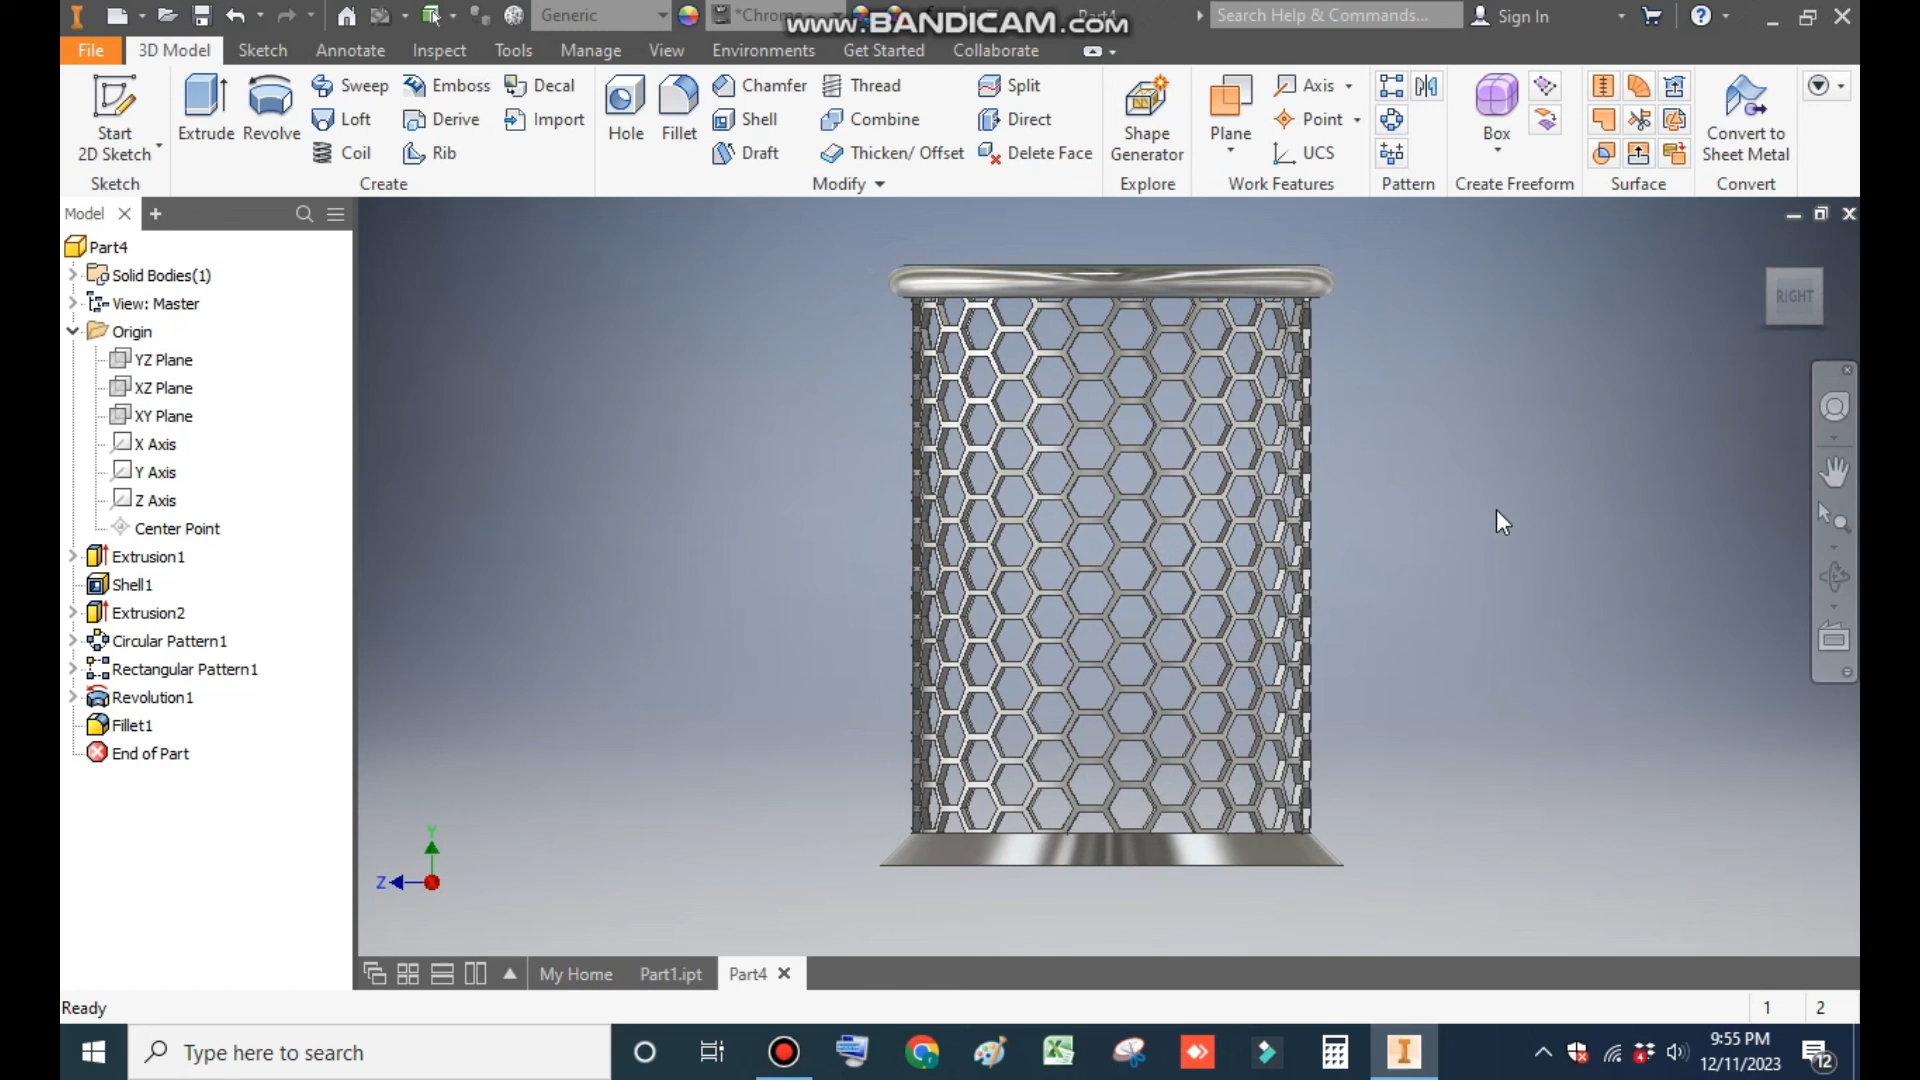 Generic
*Chrom
Part4
www.BANDICAM.com
Search Help & Commands...
Sign In
File
3D Model
Sketch
Annotate
Inspect
Tools
Manage
View
Environments
Get Started
Collaborate
Start
2D Sketch
Extrude
Revolve
Sweep
Loft
Coil
Emboss
Derive
Rib
Decal
Import
Hole
Fillet
Chamfer
Shell
Draft
Thread
Combine
Thicken/ Offset
Split
Direct
Delete Face
Shape
Generator
Plane
Axis
Point
UCS
Box
Convert to
Sheet Metal
Sketch
Create
Modify
Explore
Work Features
Pattern
Create Freeform
Surface
Convert
Model
Part4
Solid Bodies(1)
View: Master
Origin
YZ Plane
XZ Plane
XY Plane
X Axis
Y Axis
Z Axis
Center Point
Extrusion1
Shell1
Extrusion2
Circular Pattern1
Rectangular Pattern1
Revolution1
Fillet1
End of Part
RIGHT
Y
Z
My Home
Part1.ipt
Part4
Ready
1
2
Type here to search
9:55 PM
12/11/2023
12